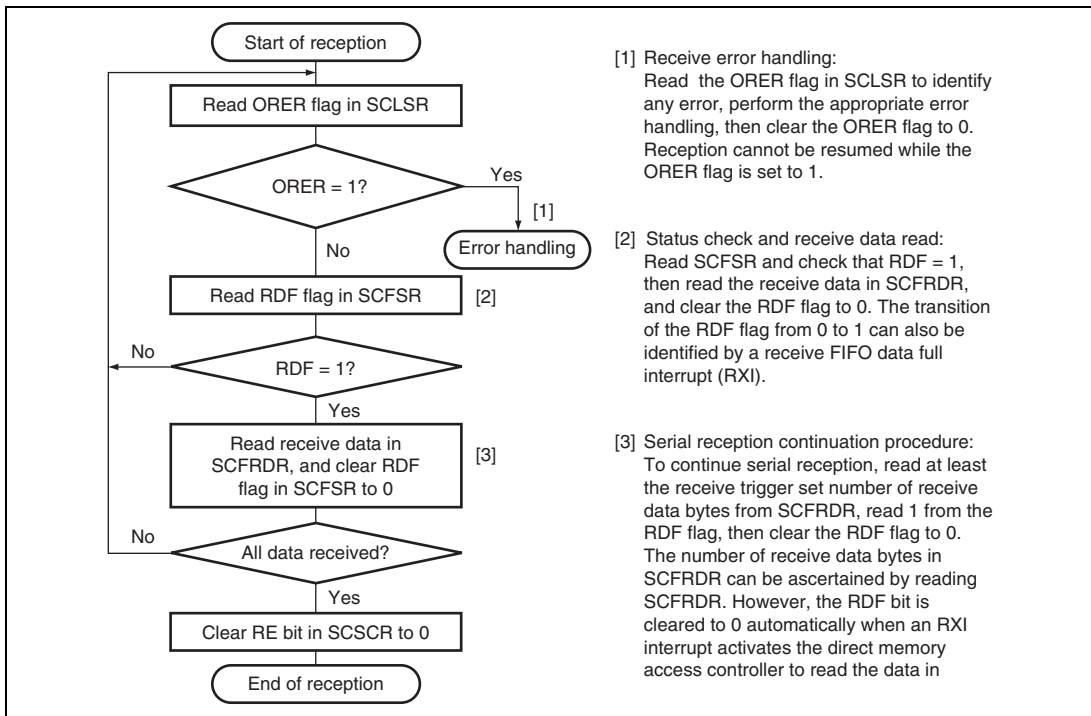 Start of reception
Read ORER flag in SCLSR
ORER = 1?
Yes
[1]
Error handling
No
Read RDF flag in SCFSR
[2]
No
RDF = 1?
Yes
Read receive data in
SCFRDR, and clear RDF
flag in SCFSR to 0
[3]
No
All data received?
Yes
Clear RE bit in SCSCR to 0
End of reception
[1] Receive error handling:
Read the ORER flag in SCLSR to identify
any error, perform the appropriate error
handling, then clear the ORER flag to 0.
Reception cannot be resumed while the
ORER flag is set to 1.
[2] Status check and receive data read:
Read SCFSR and check that RDF = 1,
then read the receive data in SCFRDR,
and clear the RDF flag to 0. The transition
of the RDF flag from 0 to 1 can also be
identified by a receive FIFO data full
interrupt (RXI).
[3] Serial reception continuation procedure:
To continue serial reception, read at least
the receive trigger set number of receive
data bytes from SCFRDR, read 1 from the
RDF flag, then clear the RDF flag to 0.
The number of receive data bytes in
SCFRDR can be ascertained by reading
SCFRDR. However, the RDF bit is
cleared to 0 automatically when an RXI
interrupt activates the direct memory
access controller to read the data in